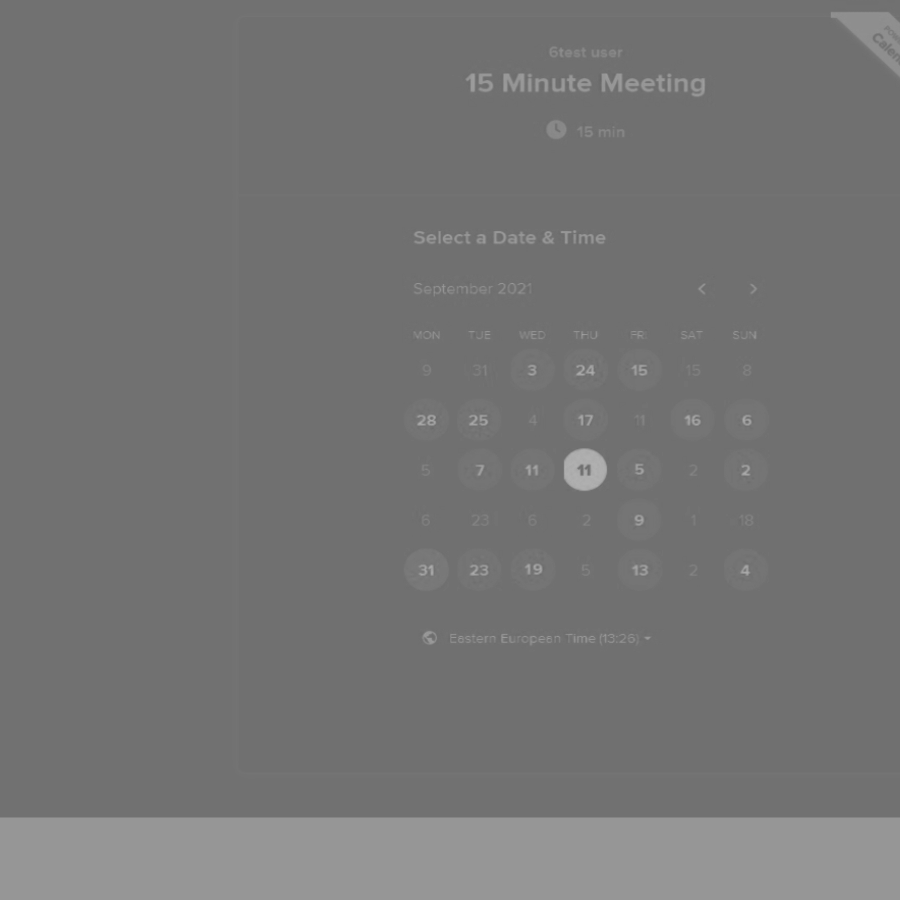 6test user
15 Minute Meeting
15 min
Select a Date & Time
September 2021
MON TUE WED THU FRI SAT SUN
9 31 3 24 15 15 8
28 25 4 17 11 16 6
5 7 11 11 5 2 2
6 23 6 2 9 1 18
31 23 19 5 13 2 4
Eastern European Time (13:26)